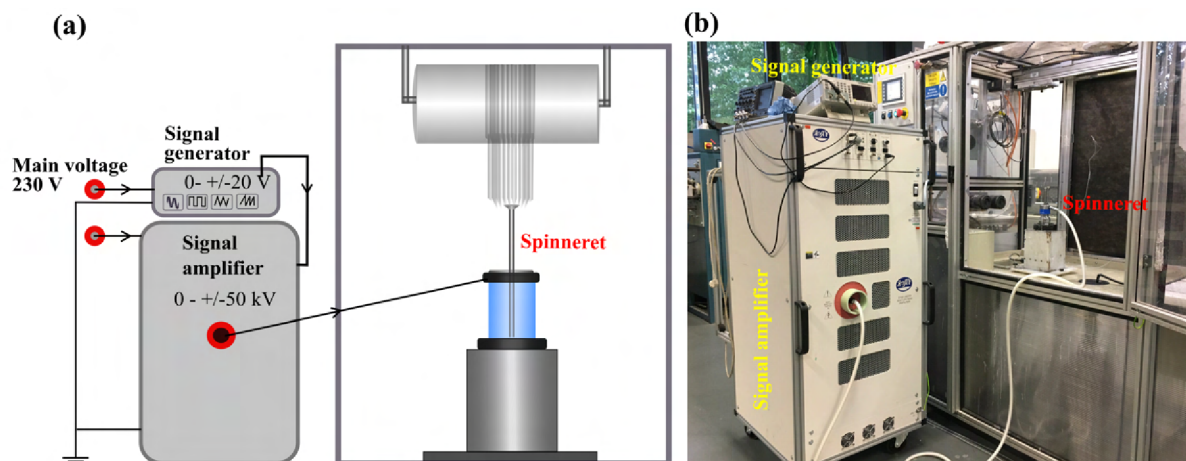 (a)
Signal
generator
Main voltage
230 V
0- +/-20 V
Signal
amplifier
0 - +/-50 kV
Spinneret
(b)
Signal generator
Spinneret
Signal amplifier